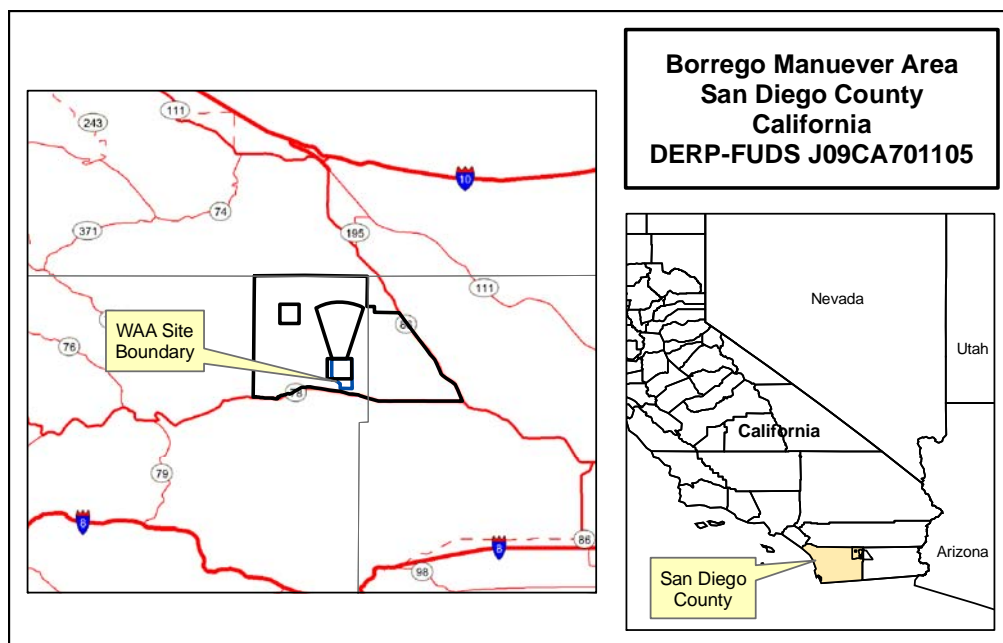 Borrego Manuever Area
San Diego County
California
DERP-FUDS J09CA701105
111
243
10
74
371
195
111
86
WAA Site
Boundary
76
78
79
8
8
86
98
Nevada
Utah
California
Arizona
San Diego
County